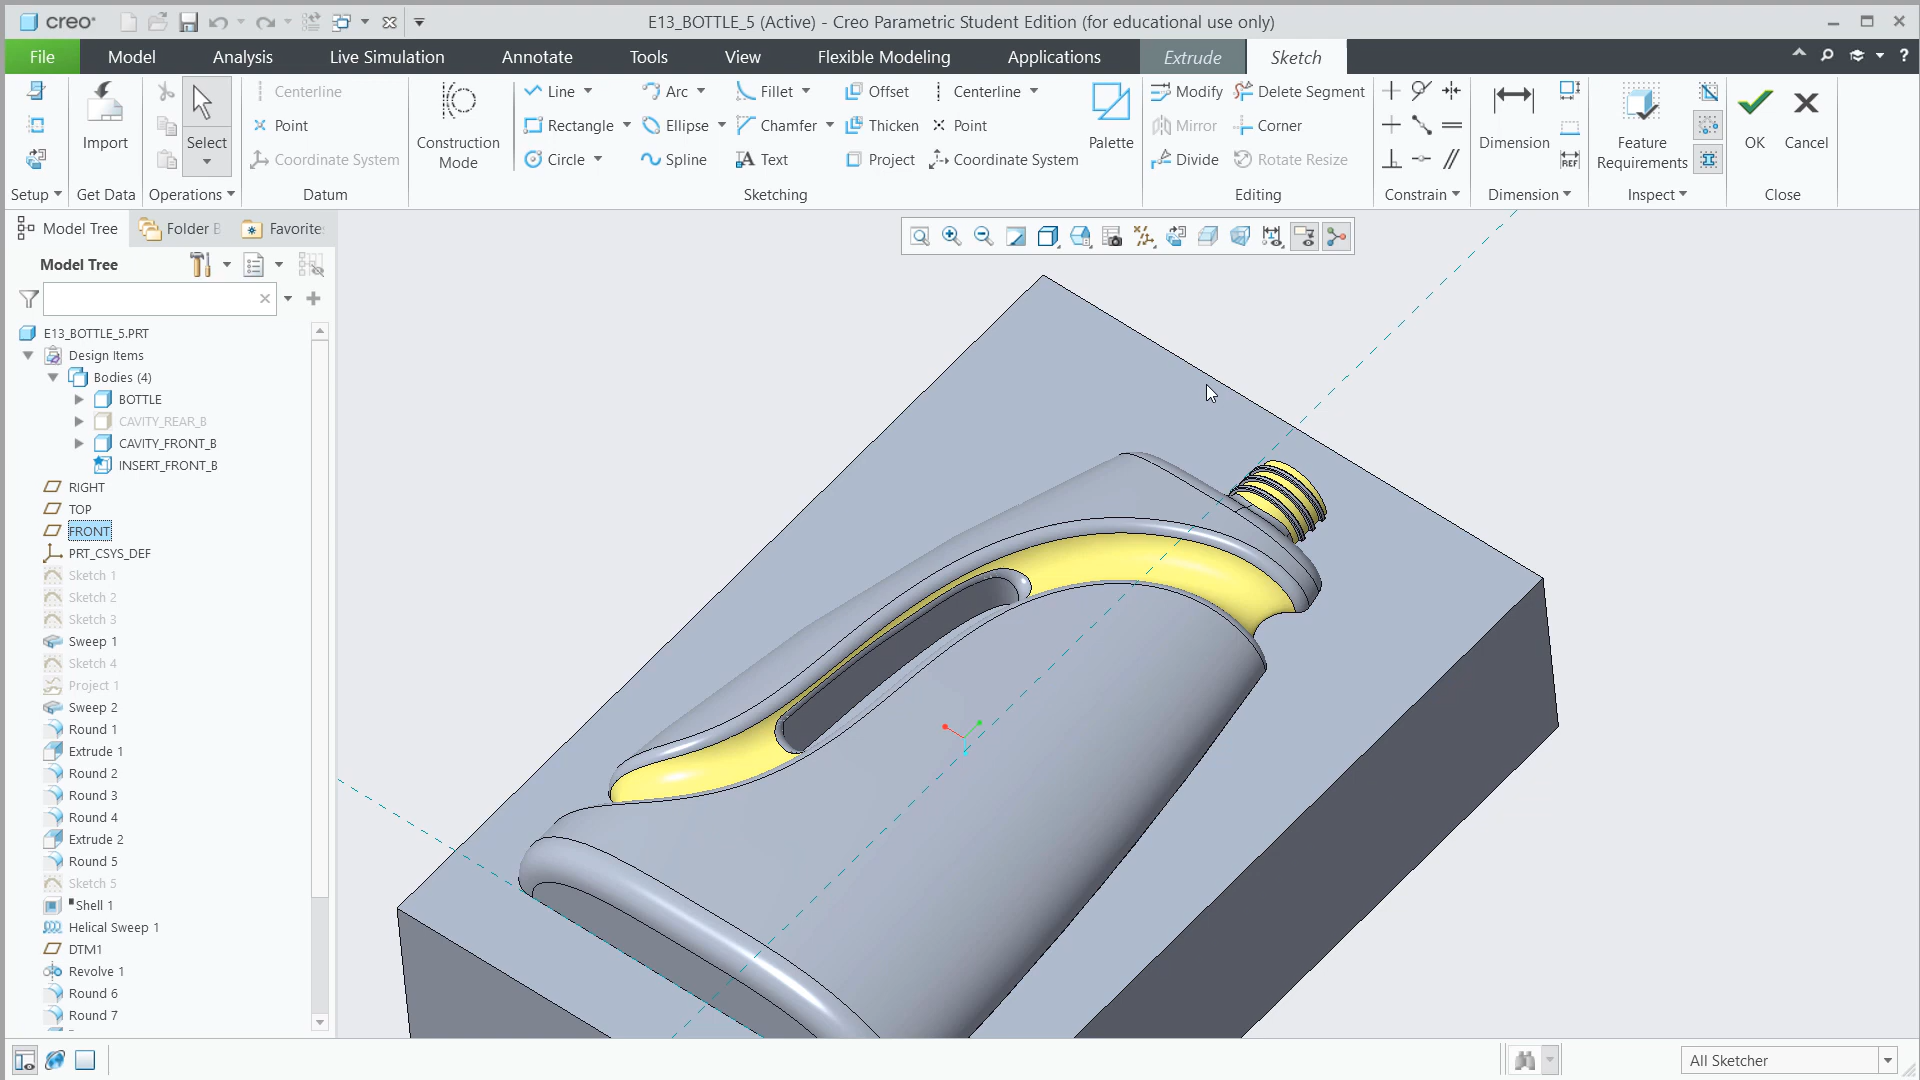 creo
E13_BOTTLE_5 (Active) - Creo Parametric Student Edition (for educational use only)
File Model Analysis Live Simulation Annotate Tools View Flexible Modeling Applications Extrude Sketch
Centerline Line Arc Fillet Offset Centerline Modify Delete Segment
Point Rectangle Ellipse Chamfer Thicken Point Mirror Corner
Coordinate System Circle Spline Text Project Coordinate System Divide Rotate Resize
Import Select Construction Mode Palette Dimension Feature Requirements OK Cancel
REF
Setup Get Data Operations Datum Sketching Editing Constrain Dimension Inspect Close
Model Tree Folder B Favorite
Model Tree
E13_BOTTLE_5.PRT
Design Items
Bodies (4)
BOTTLE
CAVITY_REAR_B
CAVITY_FRONT_B
INSERT_FRONT_B
RIGHT
TOP
FRONT
PRT_CSYS_DEF
Sketch 1
Sketch 2
Sketch 3
Sweep 1
Sketch 4
Project 1
Sweep 2
Round 1
Extrude 1
Round 2
Round 3
Round 4
Extrude 2
Round 5
Sketch 5
Shell 1
Helical Sweep 1
DTM1
Revolve 1
Round 6
Round 7
All Sketcher